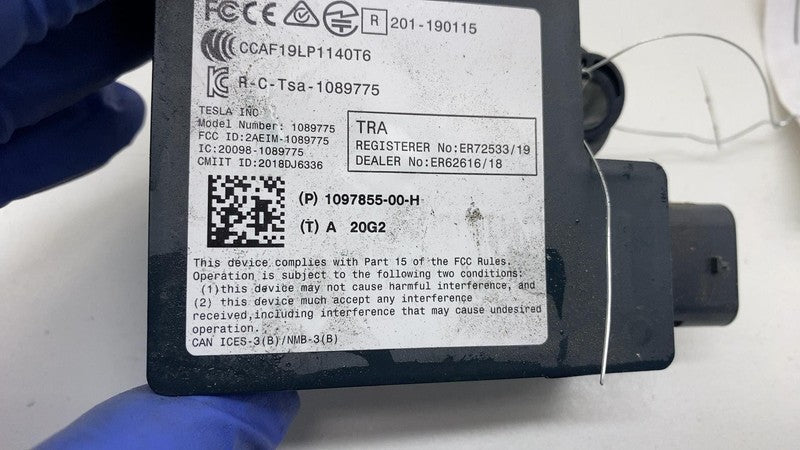 FCC CE R 201-190115
CCAF19LP1140T6
R-C-Tsa-1089775
TESLA INC
Model Number: 1089775
FCC ID:2AEIM-1089775
IC:20098-1089775
CMIIT ID:2018DJ6336
TRA
REGISTERER No:ER72533/19
DEALER No:ER62616/18
(P) 1097855-00-H
(T) A 20G2
This device complies with Part 15 of the FCC Rules.
Operation is subject to the following two conditions:
(1)this device may not cause harmful interference, and
(2) this device much accept any interference
received,including interference that may cause undesired
operation.
CAN ICES-3(B)/NMB-3(B)